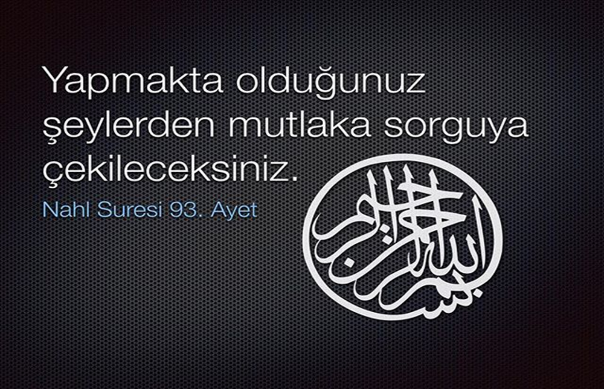 Yapmakta olduğunuz
şeylerden mutlaka sorguya
çekileceksiniz.
Nahl Suresi 93. Ayet
بسم الله الرحمن الرحيم